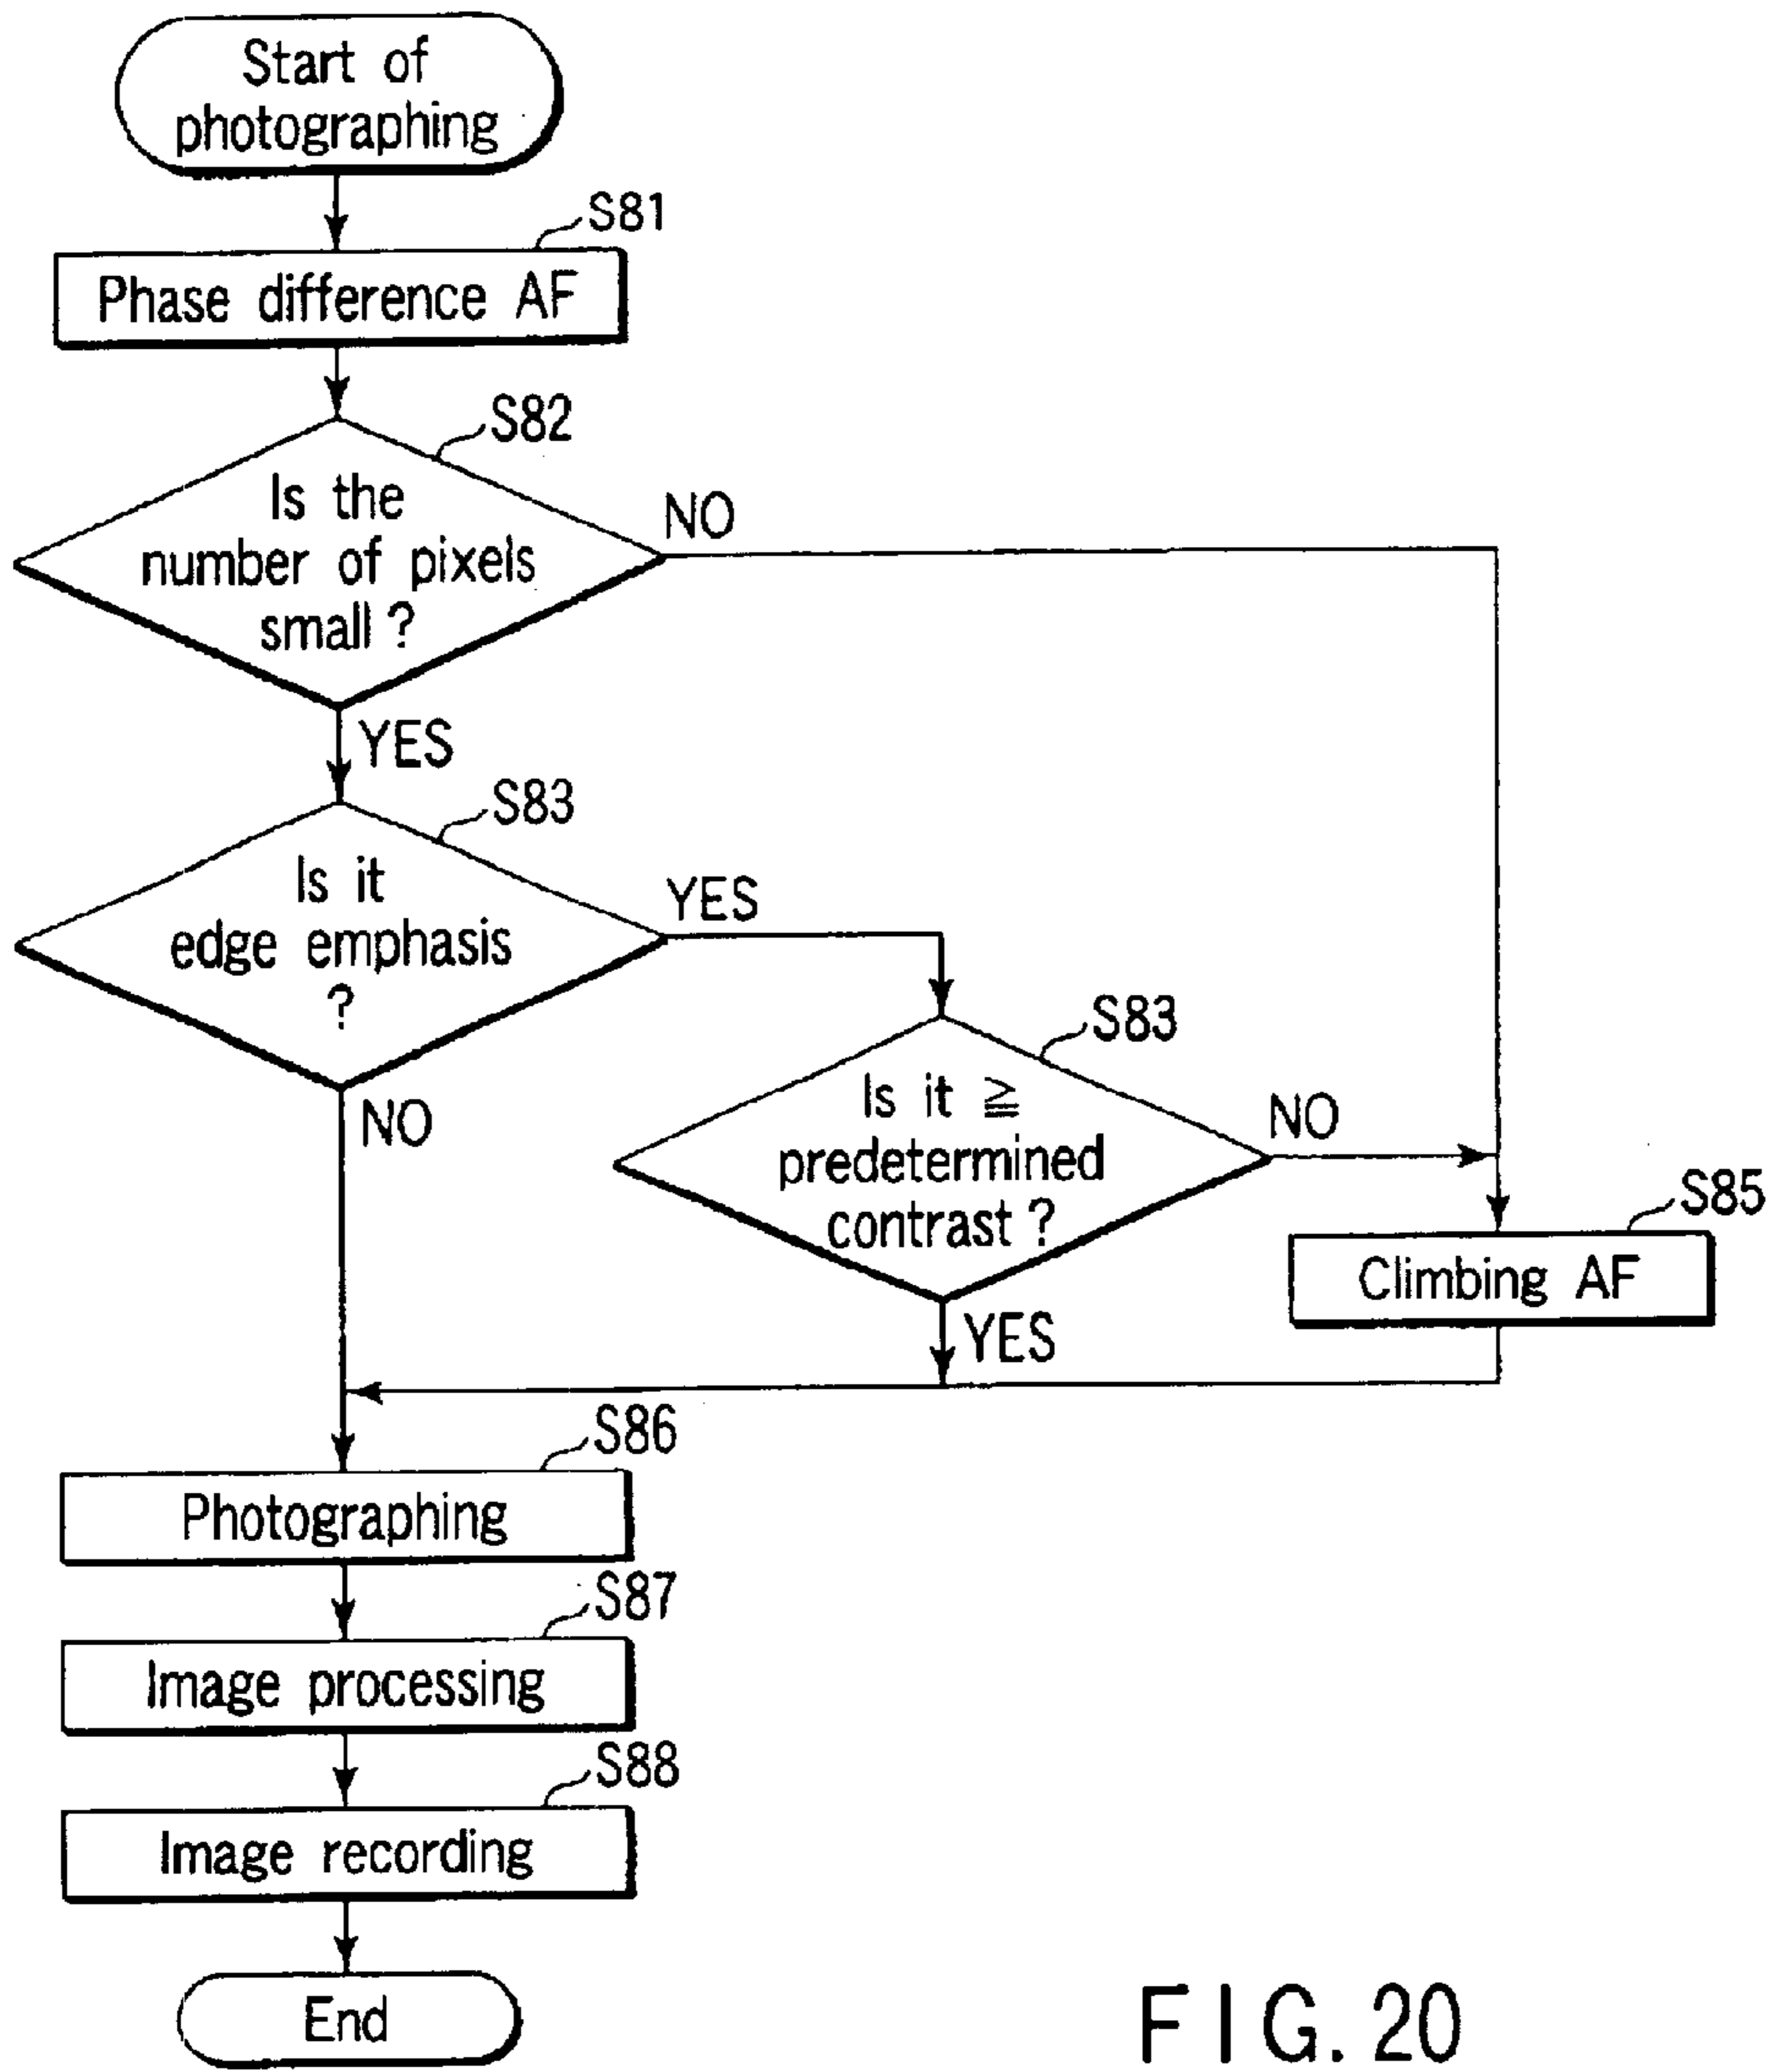 Start of
photographing
S81
Phase difference AF
S82
Is the
number of pixels
small ?
NO
YES
S83
Is it
edge emphasis
?
YES
NO
S83
Is it ≧
predetermined
contrast ?
NO
YES
S85
Climbing AF
S86
Photographing
S87
Image processing
S88
Image recording
End
FIG. 20